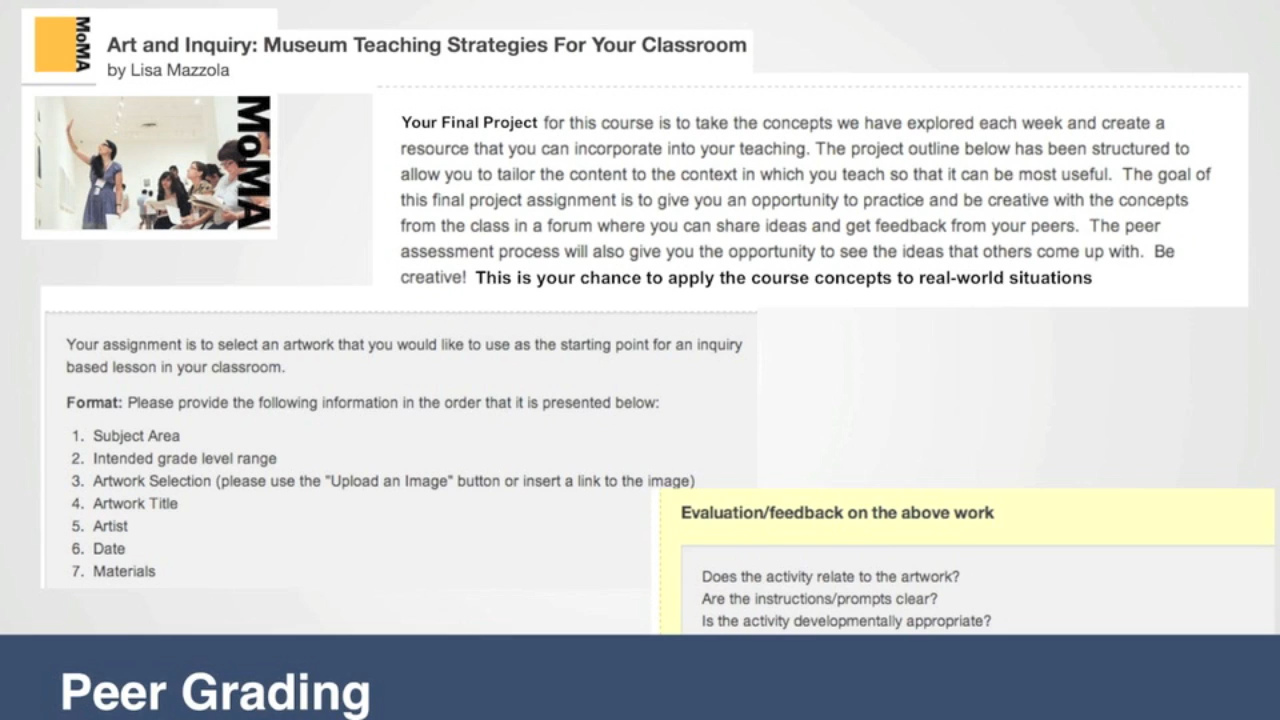 MoMA
Art and Inquiry: Museum Teaching Strategies For Your Classroom
by Lisa Mazzola
MoMA
Your Final Project for this course is to take the concepts we have explored each week and create a
resource that you can incorporate into your teaching. The project outline below has been structured to
allow you to tailor the content to the context in which you teach so that it can be most useful. The goal of
this final project assignment is to give you an opportunity to practice and be creative with the concepts
from the class in a forum where you can share ideas and get feedback from your peers. The peer
assessment process will also give you the opportunity to see the ideas that others come up with. Be
creative! This is your chance to apply the course concepts to real-world situations
Your assignment is to select an artwork that you would like to use as the starting point for an inquiry
based lesson in your classroom.
Format: Please provide the following information in the order that it is presented below:
1. Subject Area
2. Intended grade level range
3. Artwork Selection (please use the "Upload an Image" button or insert a link to the image)
4. Artwork Title
5. Artist
6. Date
7. Materials
Evaluation/feedback on the above work
Does the activity relate to the artwork?
Are the instructions/prompts clear?
Is the activity developmentally appropriate?
Peer Grading